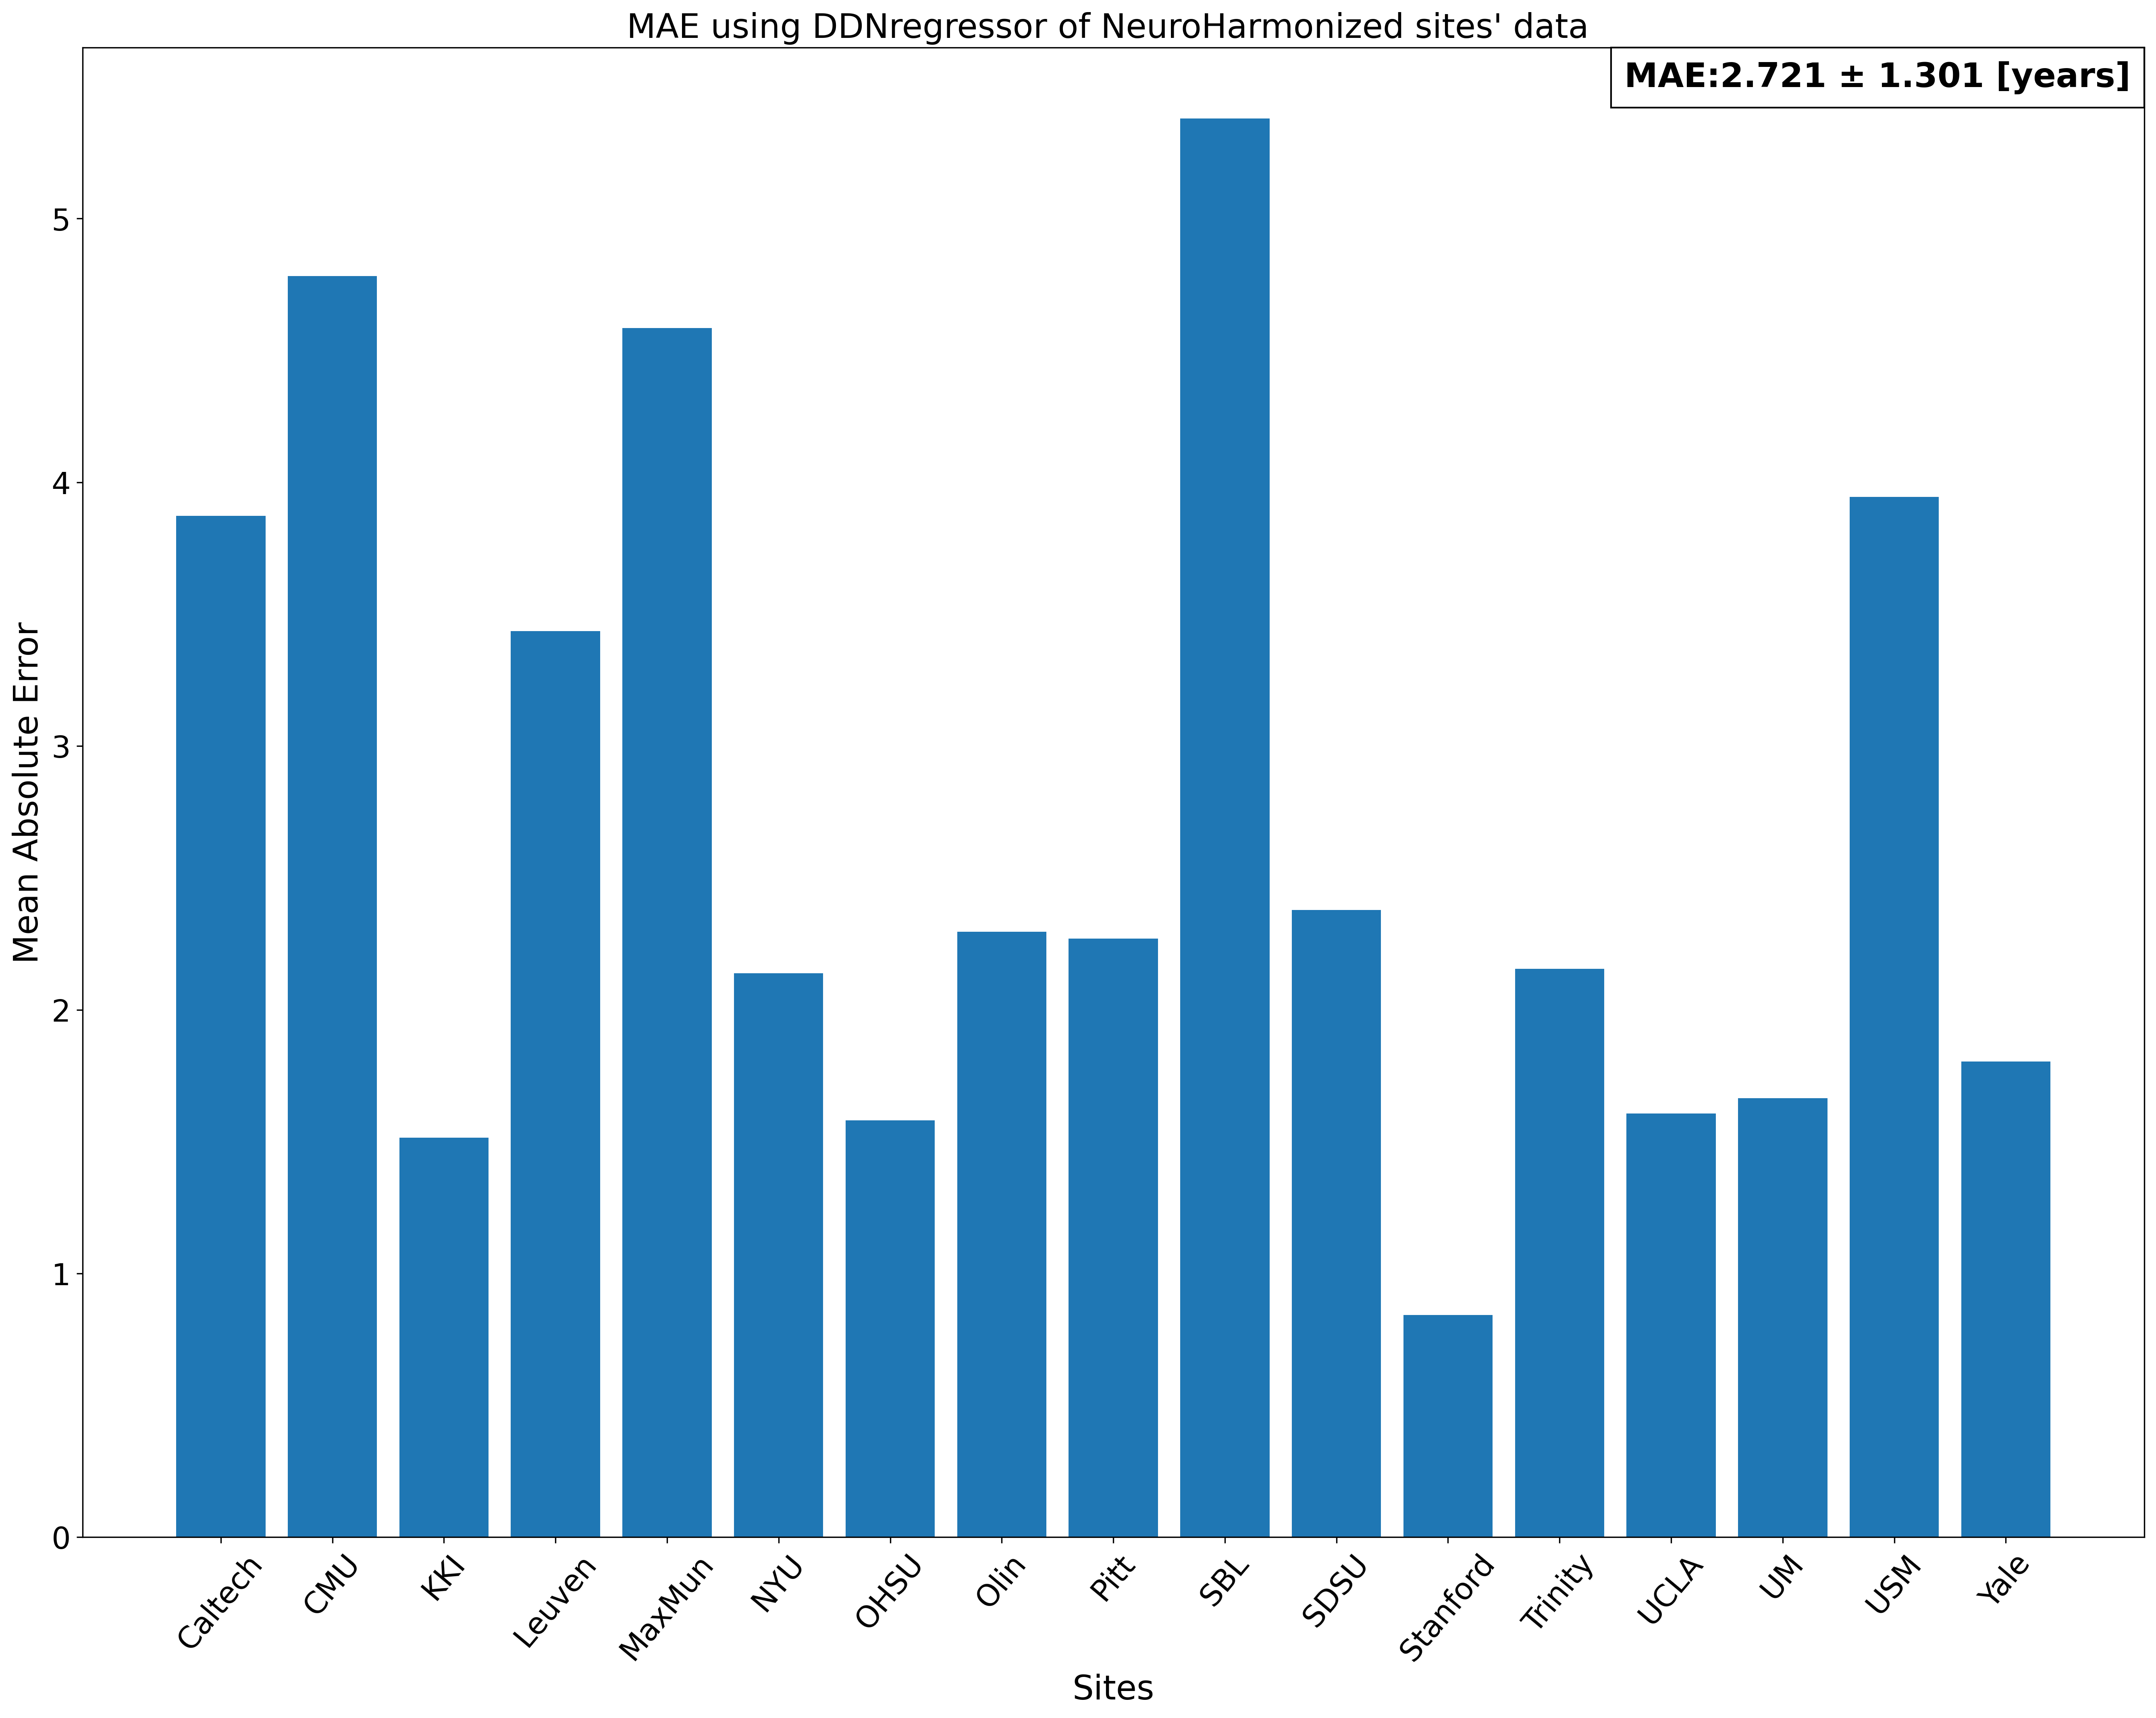 MAE using DDNregressor of NeuroHarmonized sites' data
MAE:2.721 ± 1.301 [years]
Mean Absolute Error
5
4
3
2
1
0
Caltech
CMU
KKI
Leuven
MaxMun
NYU
OHSU
Olin
Pitt
SBL
SDSU
Stanford
Trinity
UCLA
UM
USM
Yale
Sites